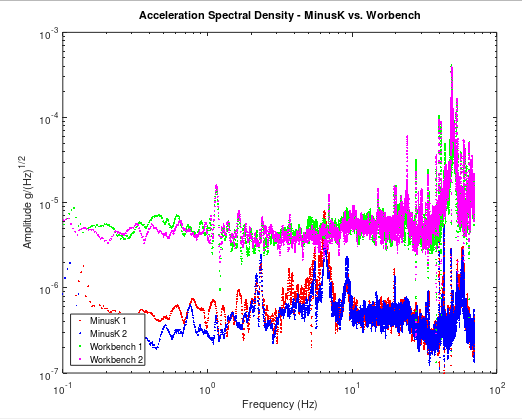 Acceleration Spectral Density - MinusK vs. Worbench
10^-3
10^-4
10^-5
10^-6
10^-7
Amplitude g/(Hz)^1/2
MinusK 1
MinusK 2
Workbench 1
Workbench 2
10^-1
10^0
10^1
10^2
Frequency (Hz)